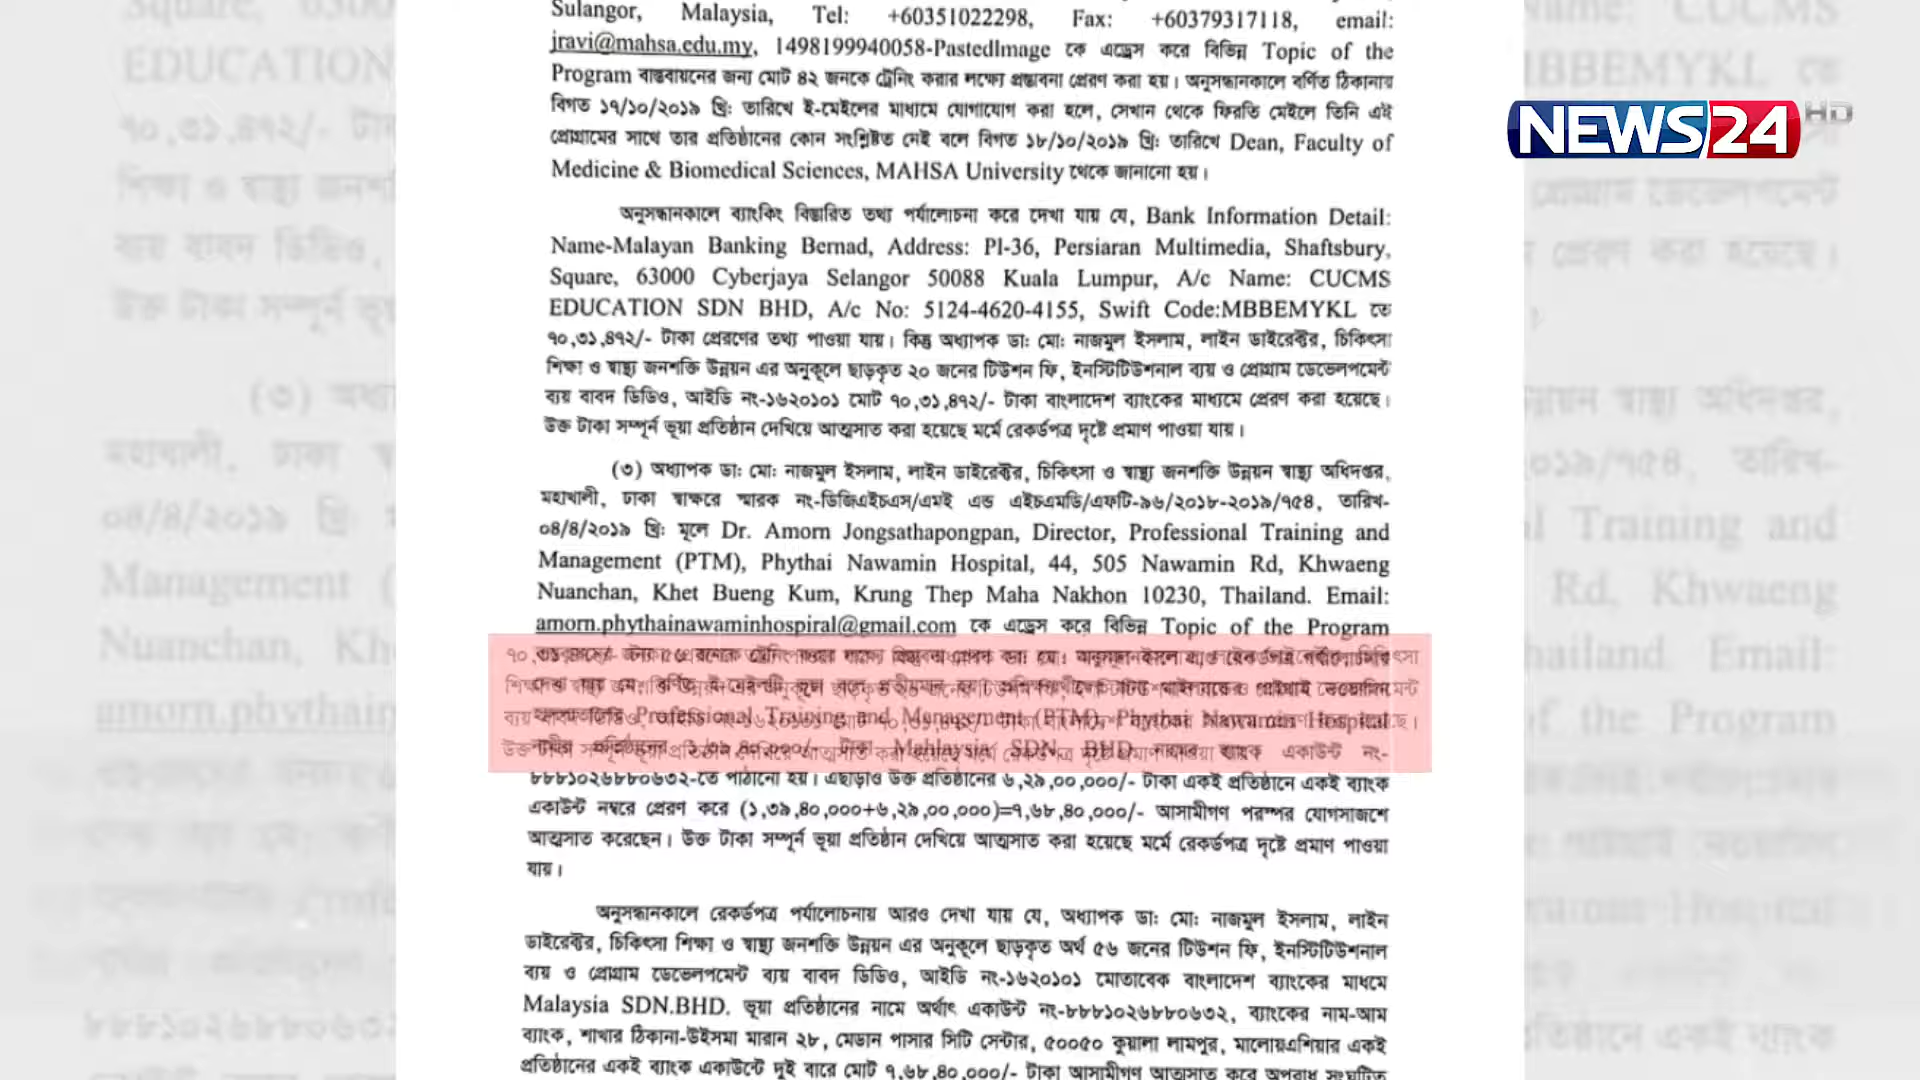 Sulangor, Malaysia, Tel: +60351022298, Fax: +60379317118, email:
jravi@mahsa.edu.my, 1498199940058-PastedImage কে এড্রেস করে বিভিন্ন Topic of the
Program বাস্তবায়নের জন্য মোট ৪২ জনকে ট্রেনিং করার লক্ষ্যে প্রস্তাবনা প্রেরণ করা হয়। অনুসন্ধানকালে বর্ণিত ঠিকানায়
বিগত ১৭/১০/২০১৯ খ্রি: তারিখে ই-মেইলের মাধ্যমে যোগাযোগ করা হলে, সেখান থেকে ফিরতি মেইলে তিনি এই
প্রোগ্রামের সাথে তার প্রতিষ্ঠানের কোন সংশ্লিষ্টতা নেই বলে বিগত ১৮/১০/২০১৯ খ্রি: তারিখে Dean, Faculty of
Medicine & Biomedical Sciences, MAHSA University থেকে জানানো হয়।
NEWS24 HD
অনুসন্ধানকালে ব্যাংকিং বিস্তারিত তথ্য পর্যালোচনা করে দেখা যায় যে, Bank Information Detail:
Name-Malayan Banking Bernad, Address: Pl-36, Persiaran Multimedia, Shaftsbury,
Square, 63000 Cyberjaya Selangor 50088 Kuala Lumpur, A/c Name: CUCMS
EDUCATION SDN BHD, A/c No: 5124-4620-4155, Swift Code:MBBEMYKL তে
৭০,৩১,৪৭২/- টাকা প্রেরণের তথ্য পাওয়া যায়। কিন্তু অধ্যাপক ডা: মো: নাজমুল ইসলাম, লাইন ডাইরেক্টর, চিকিৎসা
শিক্ষা ও স্বাস্থ্য জনশক্তি উন্নয়ন এর অনুকূলে ছাড়কৃত ২০ জনের টিউশন ফি, ইনস্টিটিউশনাল ব্যয় ও প্রোগ্রাম ডেভেলপমেন্ট
ব্যয় বাবদ ডিডিও, আইডি নং-১৬২০১০১ মোট ৭০,৩১,৪৭২/- টাকা বাংলাদেশ ব্যাংকের মাধ্যমে প্রেরণ করা হয়েছে।
উক্ত টাকা সম্পূর্ন ভূয়া প্রতিষ্ঠান দেখিয়ে আত্মসাত করা হয়েছে মর্মে রেকর্ডপত্র দৃষ্টে প্রমাণ পাওয়া যায়।
(৩) অধ্যাপক ডা: মো: নাজমুল ইসলাম, লাইন ডাইরেক্টর, চিকিৎসা ও স্বাস্থ্য জনশক্তি উন্নয়ন স্বাস্থ্য অধিদপ্তর,
মহাখালী, ঢাকা স্বাক্ষরে স্মারক নং-ডিজিএইচএস/এমই এন্ড এইচএমডি/এফটি-৯৬/২০১৮-২০১৯/৭৫৪, তারিখ-
০৪/৪/২০১৯ খ্রি: মূলে Dr. Amorn Jongsathapongpan, Director, Professional Training and
Management (PTM), Phythai Nawamin Hospital, 44, 505 Nawamin Rd, Khwaeng
Nuanchan, Khet Bueng Kum, Krung Thep Maha Nakhon 10230, Thailand. Email:
amorn.phythainawaminhospiral@gmail.com কে এড্রেস করে বিভিন্ন Topic of the Program
Professional Training and Management (PTM), Phythai Nawamin Hospital
টাকা Mahlaysia SDN. BHD. নামের ব্যাংক একাউন্ট নং-
৮৮৮১০২৬৮৮০৬৩২-তে পাঠানো হয়। এছাড়াও উক্ত প্রতিষ্ঠানের ৬,২৯,০০,০০০/- টাকা একই প্রতিষ্ঠানে একই ব্যাংক
একাউন্ট নম্বরে প্রেরণ করে (১,৩৯,৪০,০০০+৬,২৯,০০,০০০)=৭,৬৮,৪০,০০০/- আসামীগণ পরস্পর যোগসাজশে
আত্মসাত করেছেন। উক্ত টাকা সম্পূর্ন ভূয়া প্রতিষ্ঠান দেখিয়ে আত্মসাত করা হয়েছে মর্মে রেকর্ডপত্র দৃষ্টে প্রমাণ পাওয়া
যায়।
অনুসন্ধানকালে রেকর্ডপত্র পর্যালোচনায় আরও দেখা যায় যে, অধ্যাপক ডা: মো: নাজমুল ইসলাম, লাইন
ডাইরেক্টর, চিকিৎসা শিক্ষা ও স্বাস্থ্য জনশক্তি উন্নয়ন এর অনুকূলে ছাড়কৃত অর্থ ৫৬ জনের টিউশন ফি, ইনস্টিটিউশনাল
ব্যয় ও প্রোগ্রাম ডেভেলপমেন্ট ব্যয় বাবদ ডিডিও, আইডি নং-১৬২০১০১ মোতাবেক বাংলাদেশ ব্যাংকের মাধমে
Malaysia SDN.BHD. ভূয়া প্রতিষ্ঠানের নামে অর্থাৎ একাউন্ট নং-৮৮৮১০২৬৮৮০৬৩২, ব্যাংকের নাম-আম
ব্যাংক, শাখার ঠিকানা-উইসমা মারান ২৮, মেডান পাসার সিটি সেন্টার, ৫০০৫০ কুয়ালা লামপুর, মালোয়এশিয়ার একই
প্রতিষ্ঠানের একই ব্যাংক একাউন্টে দুই বারে মোট ৭,৬৮,৪০,০০০/- টাকা আসামীগণ আত্মসাত করে অপরাধ সংঘটিত